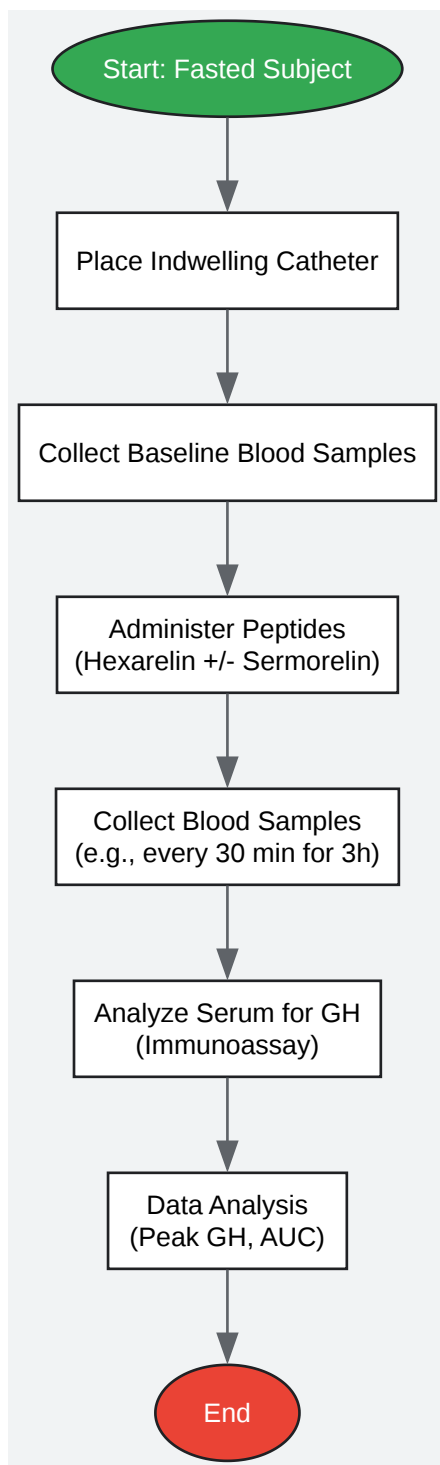 Start: Fasted Subject
Place Indwelling Catheter
Collect Baseline Blood Samples
Administer Peptides
(Hexarelin +/- Sermorelin)
Collect Blood Samples
(e.g., every 30 min for 3h)
Analyze Serum for GH
(Immunoassay)
Data Analysis
(Peak GH, AUC)
End